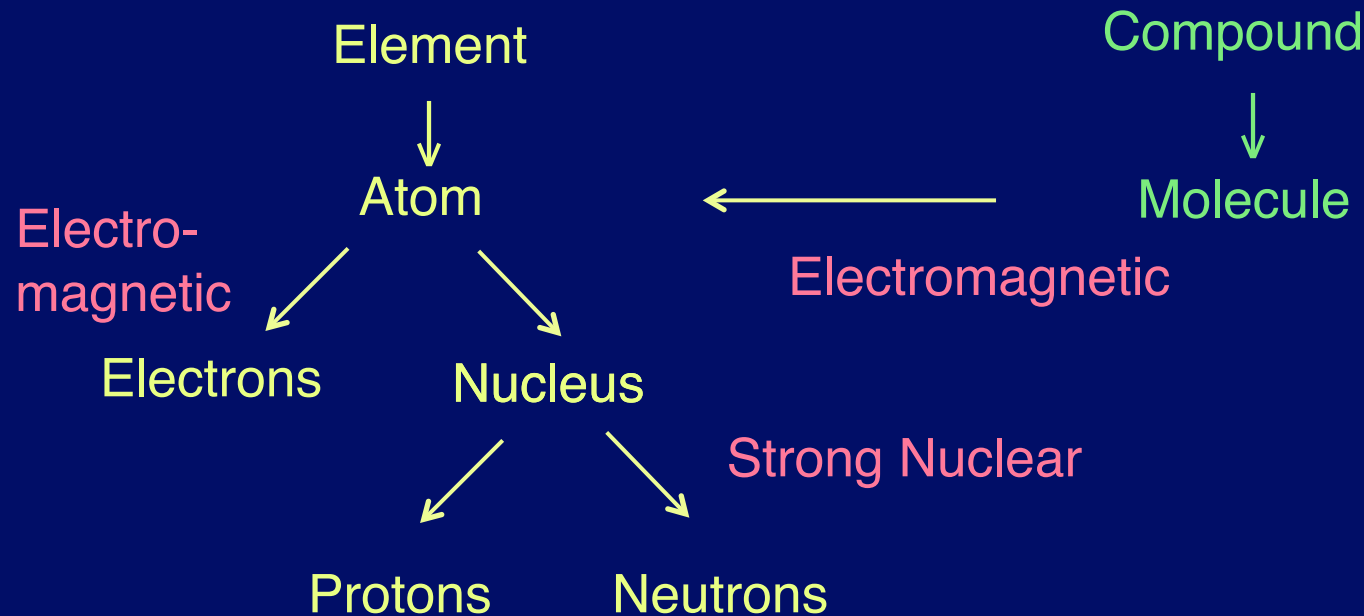 Element
Compound
Atom
Molecule
Electro-
magnetic
Electromagnetic
Electrons
Nucleus
Strong Nuclear
Protons
Neutrons